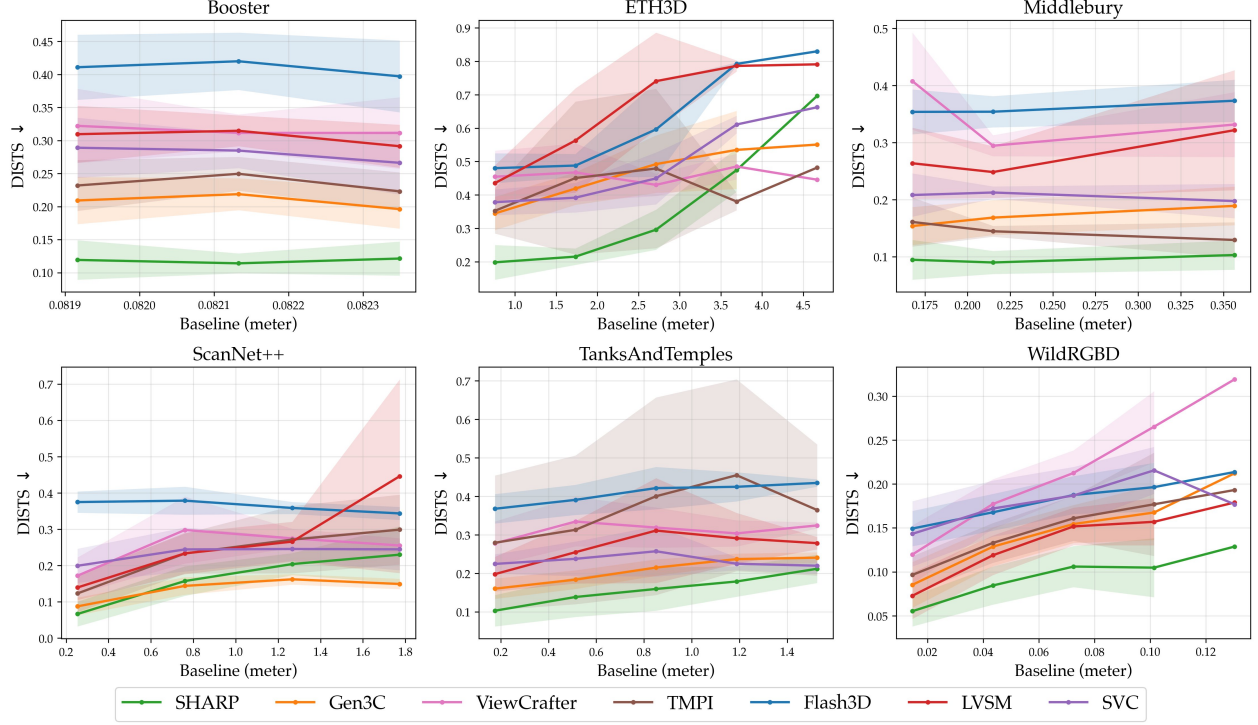 Booster
ETH3D
Middlebury
DISTS ↓
0.45
0.40
0.35
0.30
0.25
0.20
0.15
0.10
0.0819 0.0820 0.0821 0.0822 0.0823
Baseline (meter)
DISTS ↓
0.9
0.8
0.7
0.6
0.5
0.4
0.3
0.2
1.0 1.5 2.0 2.5 3.0 3.5 4.0 4.5
Baseline (meter)
DISTS ↓
0.5
0.4
0.3
0.2
0.1
0.175 0.200 0.225 0.250 0.275 0.300 0.325 0.350
Baseline (meter)
ScanNet++
TanksAndTemples
WildRGBD
DISTS ↓
0.7
0.6
0.5
0.4
0.3
0.2
0.1
0.0
0.2 0.4 0.6 0.8 1.0 1.2 1.4 1.6 1.8
Baseline (meter)
DISTS ↓
0.7
0.6
0.5
0.4
0.3
0.2
0.1
0.2 0.4 0.6 0.8 1.0 1.2 1.4
Baseline (meter)
DISTS ↓
0.30
0.25
0.20
0.15
0.10
0.05
0.02 0.04 0.06 0.08 0.10 0.12
Baseline (meter)
SHARP Gen3C ViewCrafter TMPI Flash3D LVSM SVC